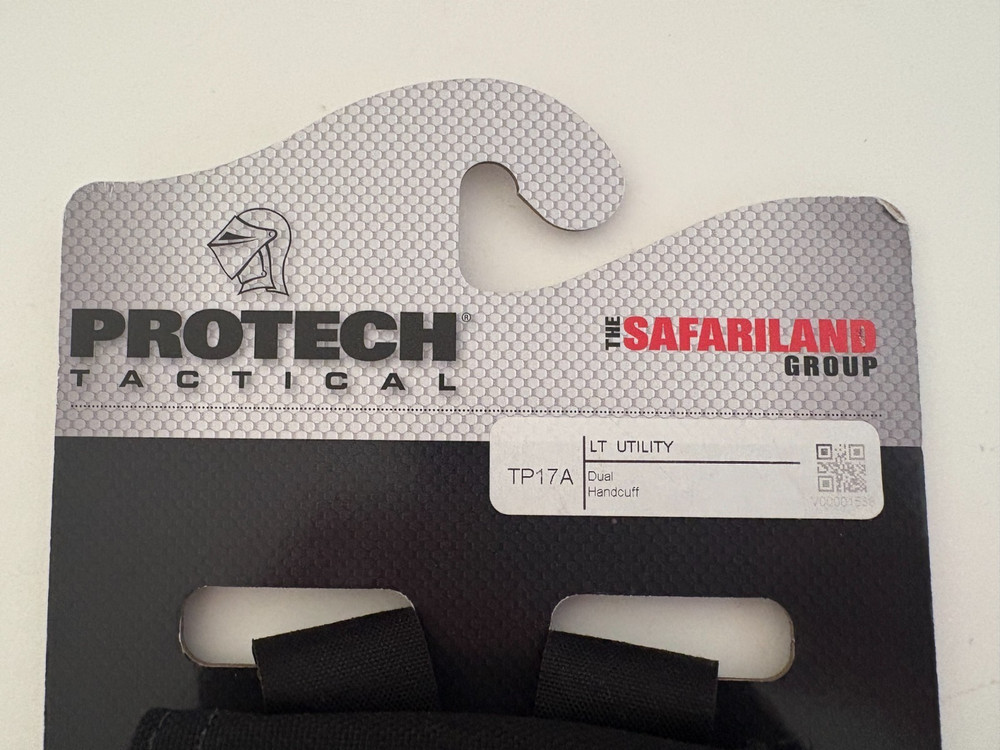 PROTECH®
TACTICAL
THE SAFARILAND
GROUP
TP17A
LT UTILITY
Dual
Handcuff